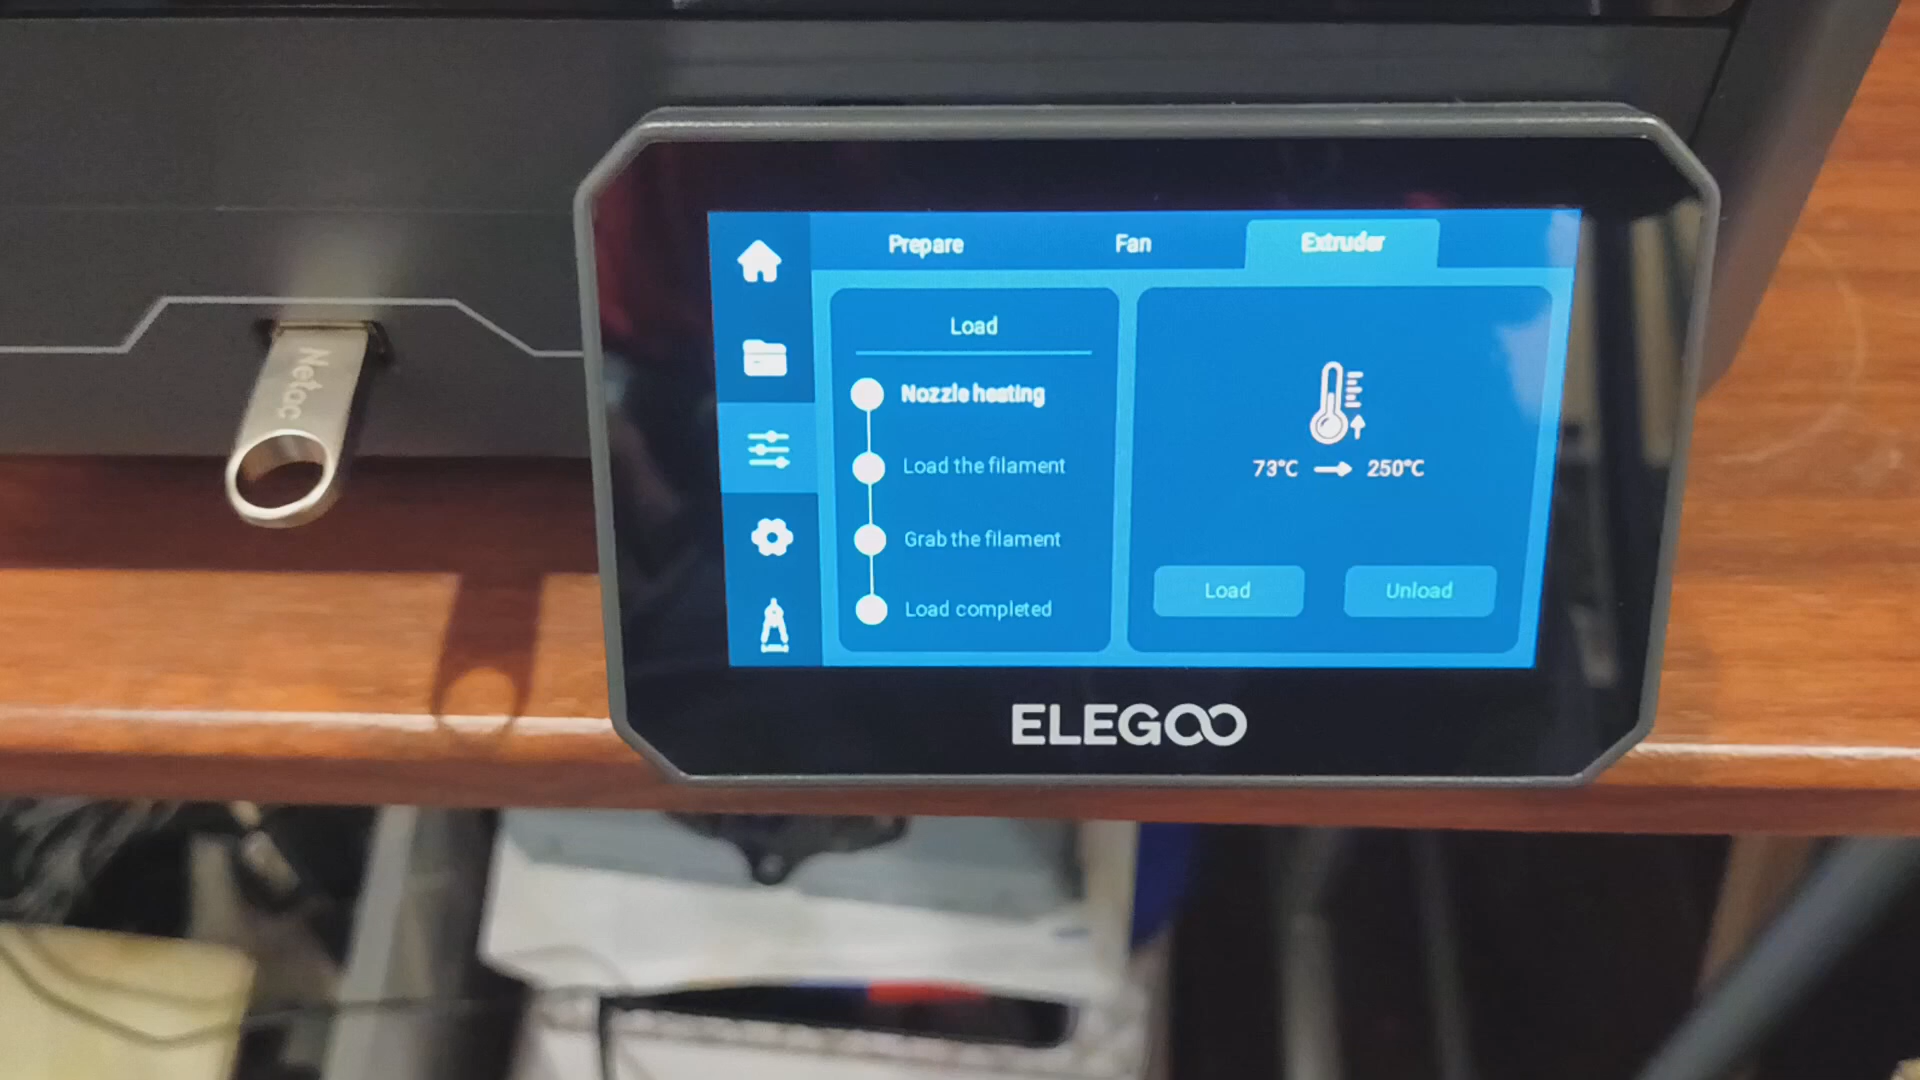 Prepare Fan Extruder
Load
Nozzle heating
Load the filament
Grab the filament
Load completed
73°C 250°C
Load Unload
ELEGOO
Netac